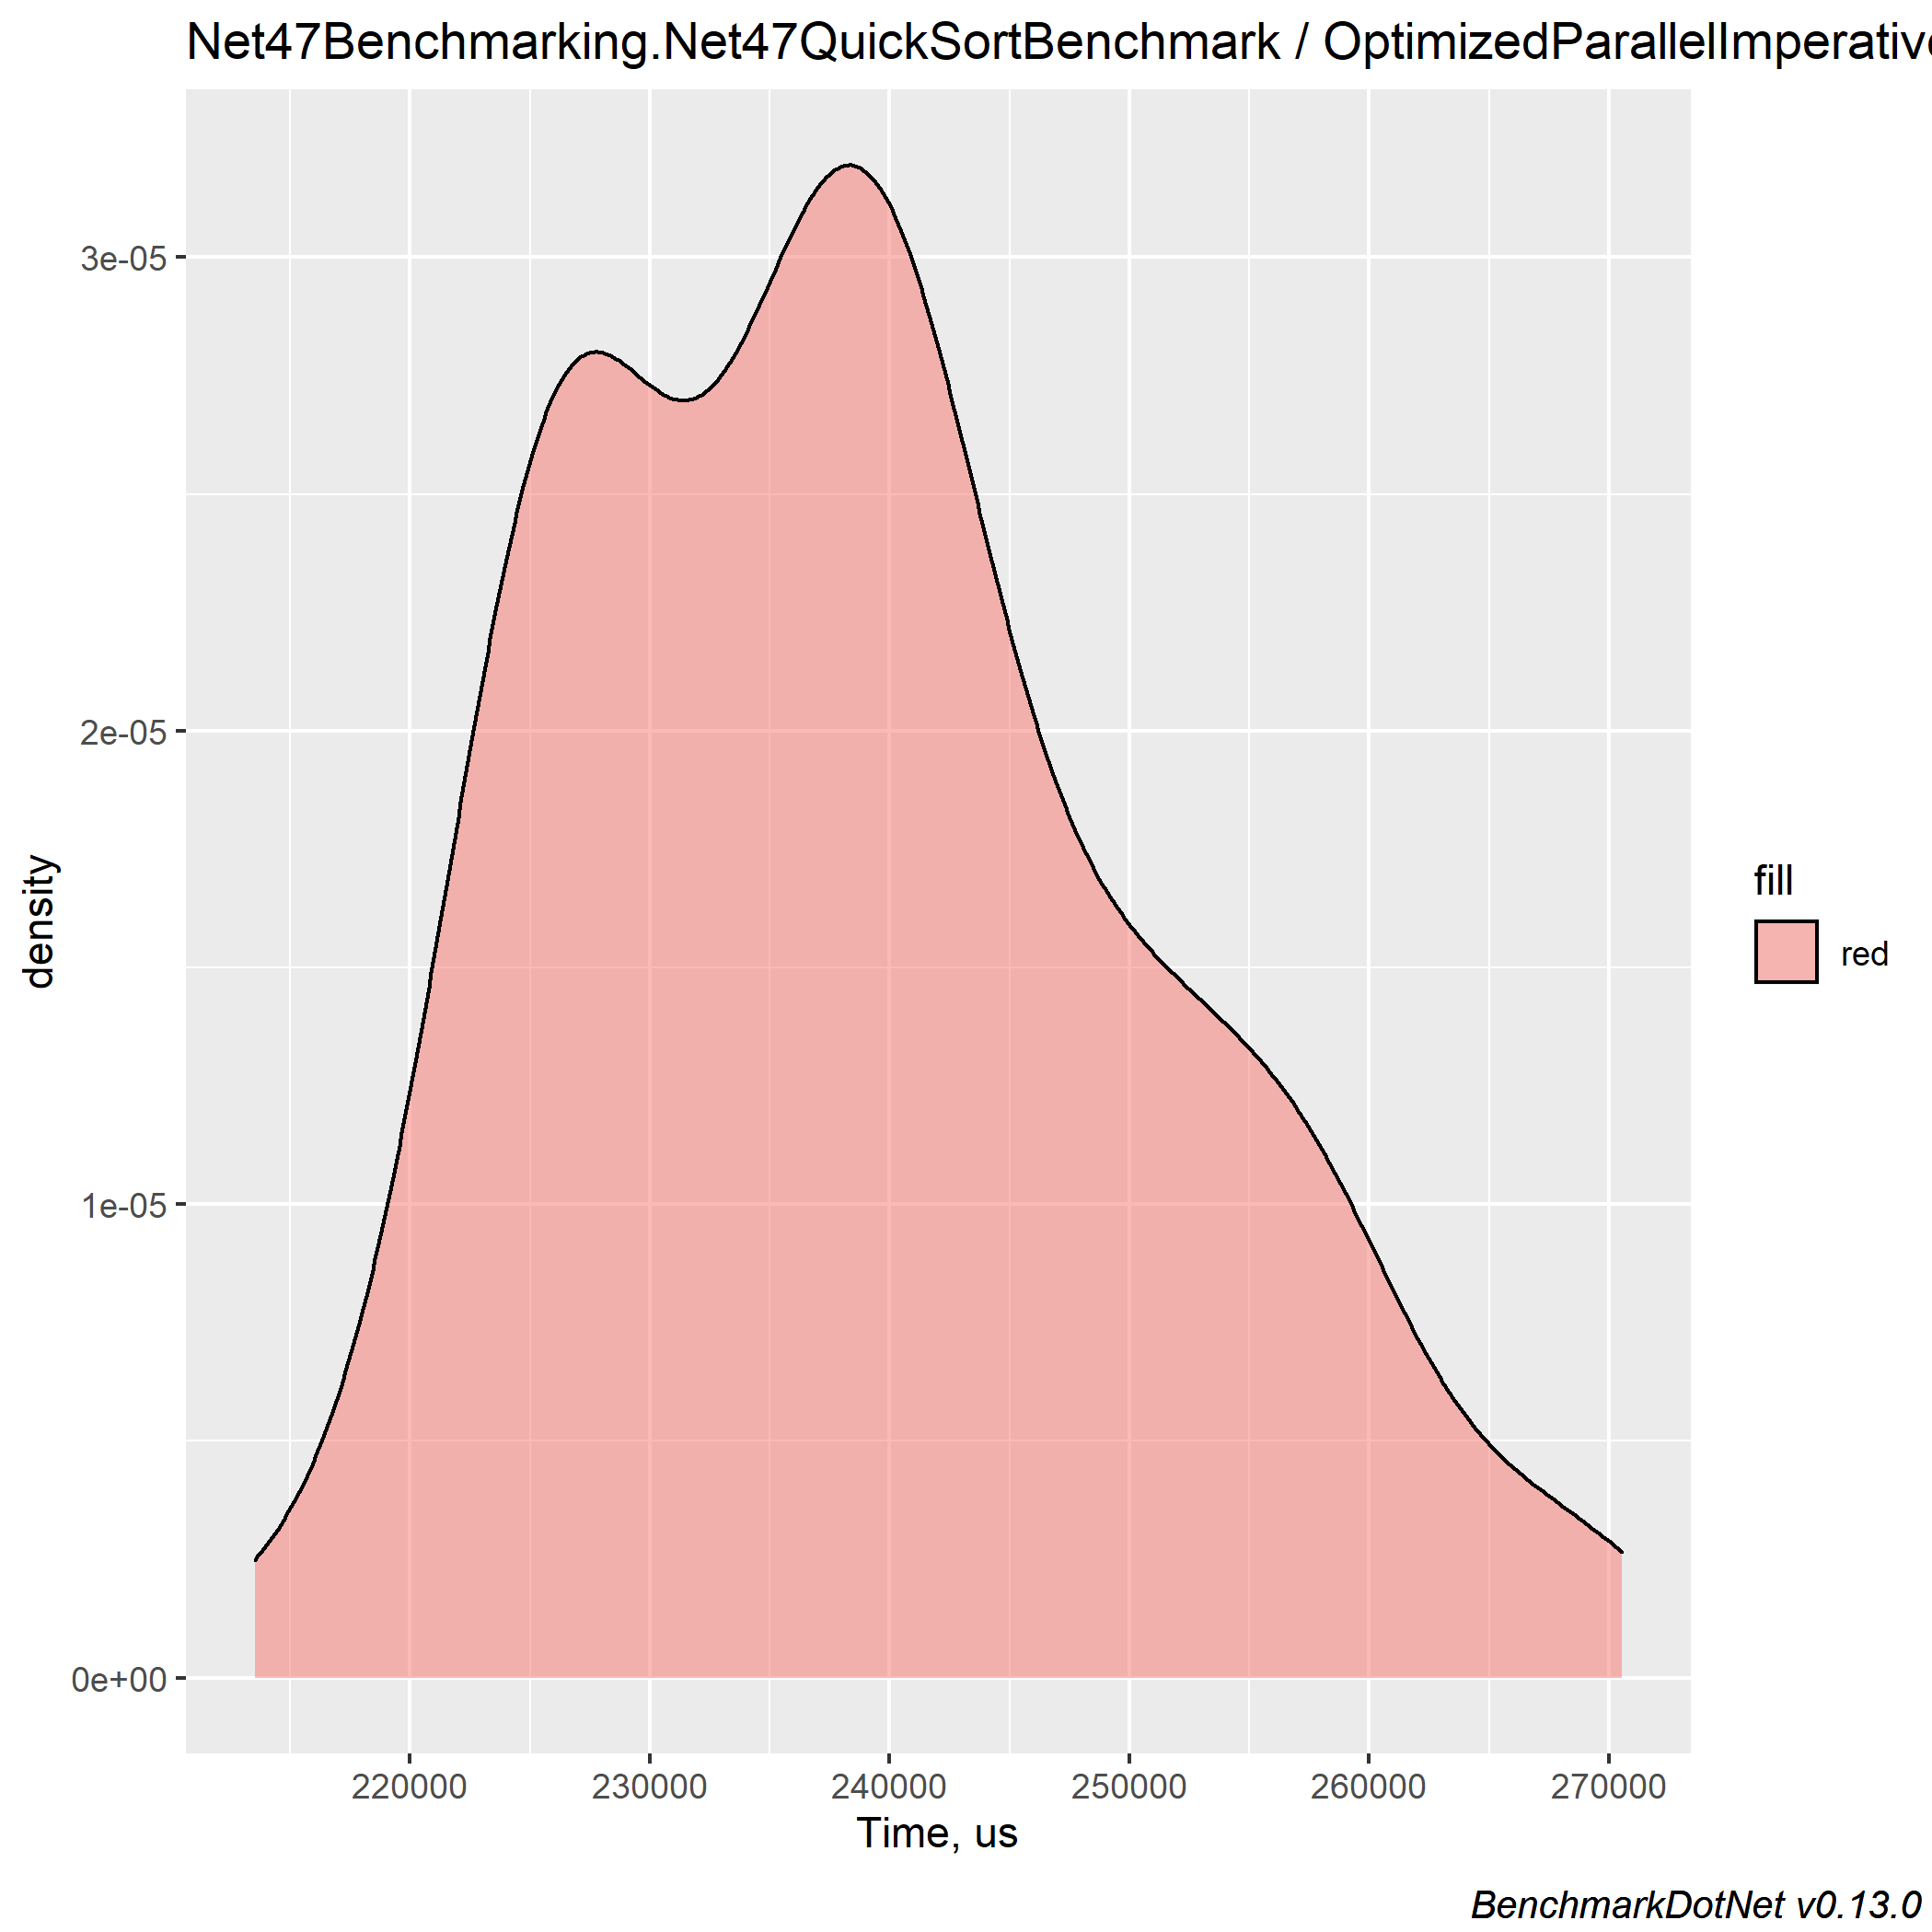 Net47Benchmarking.Net47QuickSortBenchmark / OptimizedParallelImperative
3e-05
2e-05
1e-05
0e+00
density
220000 230000 240000 250000 260000 270000
Time, us
fill
red
BenchmarkDotNet v0.13.0